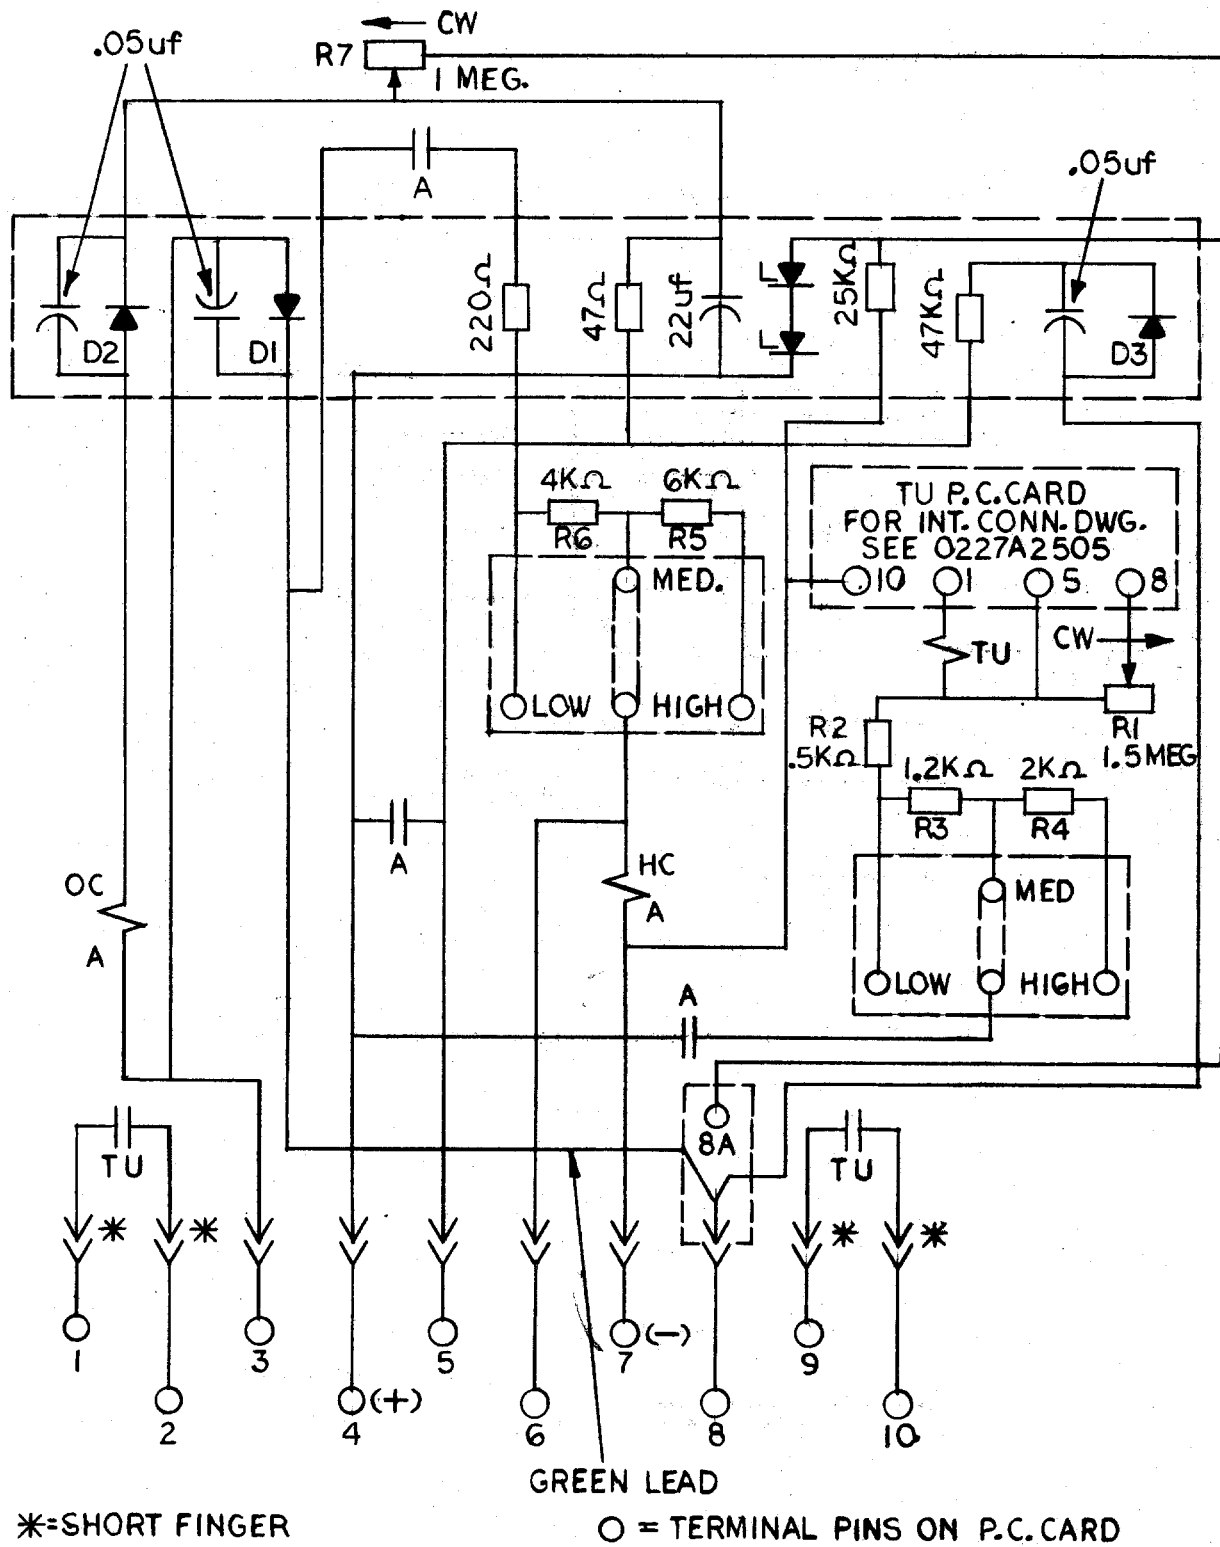 CW
.05uf
R7
1 MEG.
A
.05uf
220Ω
47Ω
22uf
25KΩ
47KΩ
D2
D1
D3
4KΩ
6KΩ
R6
R5
TU P.C. CARD
FOR INT. CONN. DWG.
SEE 0227A2505
10
1
5
8
MED.
TU
CW
LOW
HIGH
R2
.5KΩ
R1
1.5 MEG
1.2KΩ
2KΩ
R3
R4
A
HC
A
OC
A
MED
LOW
HIGH
A
8A
TU
TU
* * * *
1
3
5
7 (-)
9
2
4 (+)
6
8
10
GREEN LEAD
*=SHORT FINGER
O = TERMINAL PINS ON P.C. CARD